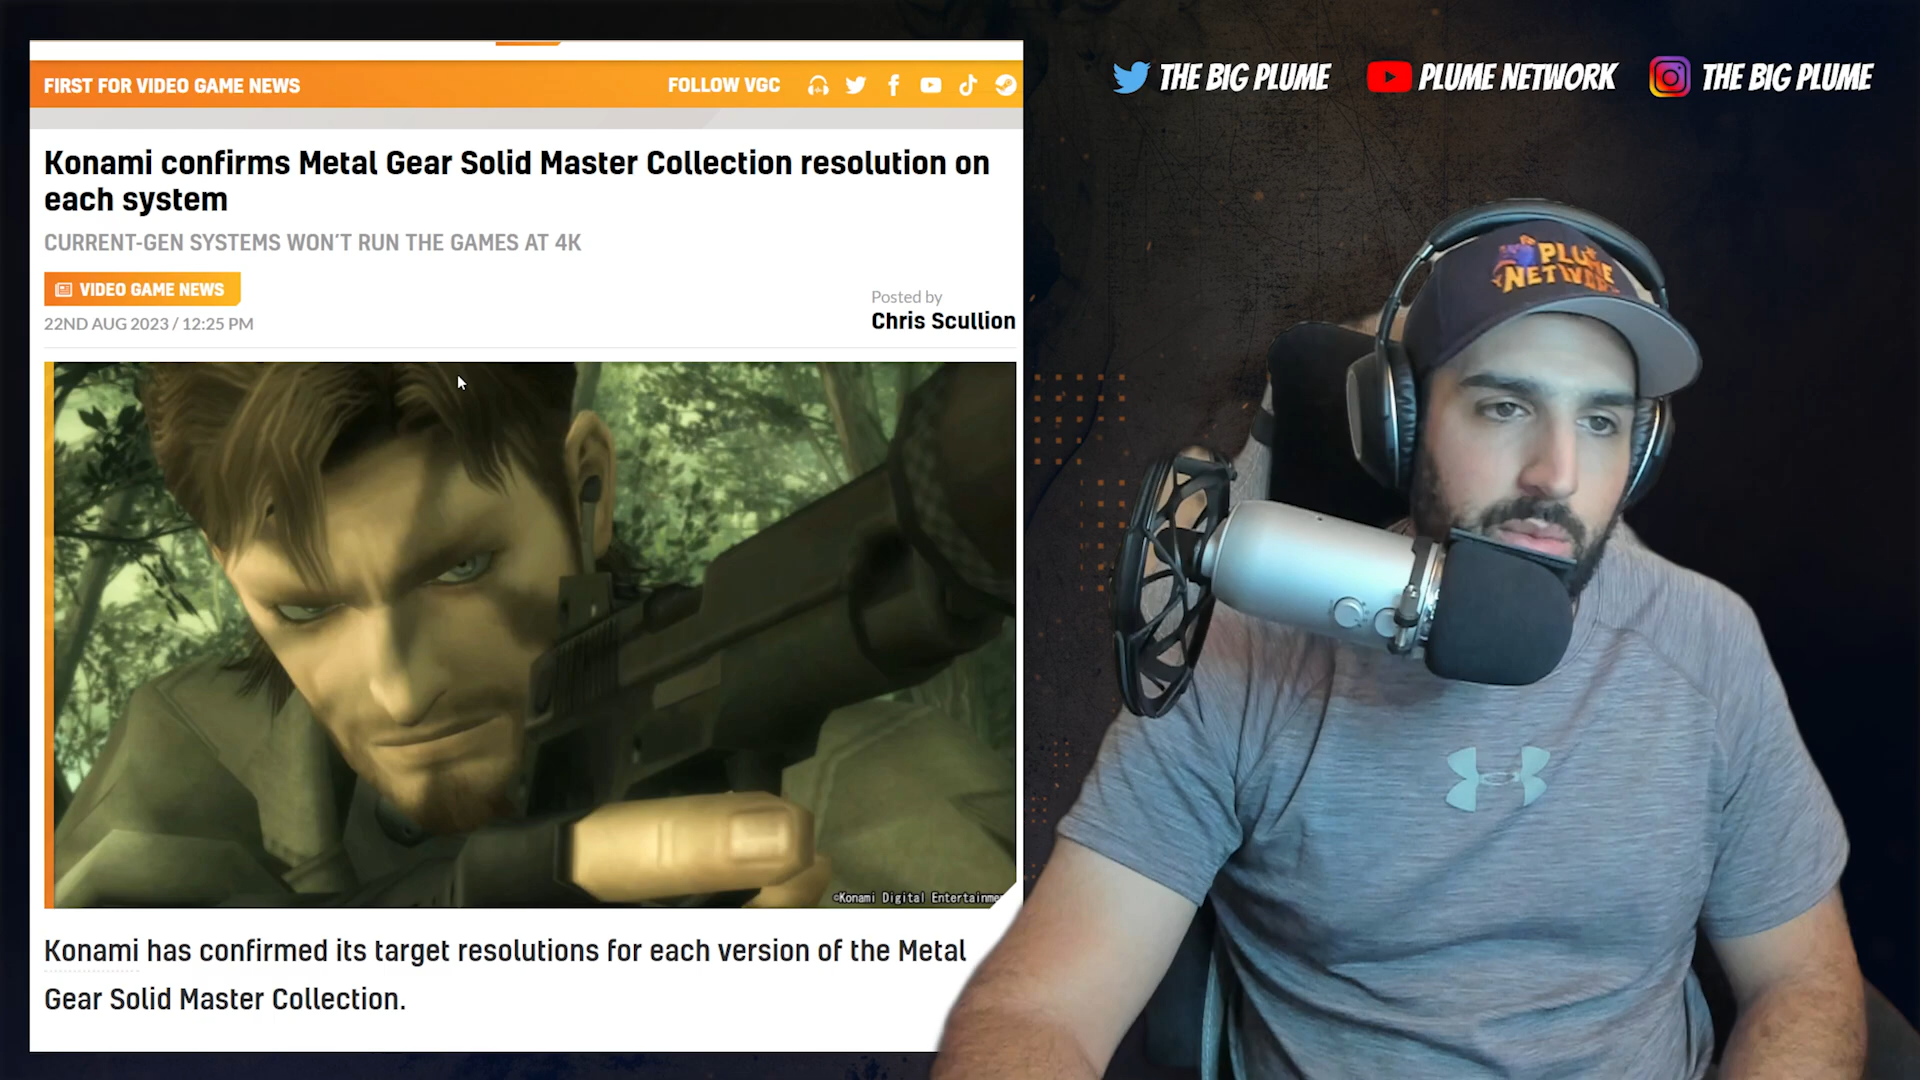 FIRST FOR VIDEO GAME NEWS
FOLLOW VGC
THE BIG PLUME
PLUME NETWORK
THE BIG PLUME
Konami confirms Metal Gear Solid Master Collection resolution on
each system
CURRENT-GEN SYSTEMS WON'T RUN THE GAMES AT 4K
VIDEO GAME NEWS
22ND AUG 2023 / 12:25 PM
Posted by
Chris Scullion
©Konami Digital Entertainme
Konami has confirmed its target resolutions for each version of the Metal
Gear Solid Master Collection.
PLUME
NETWORK